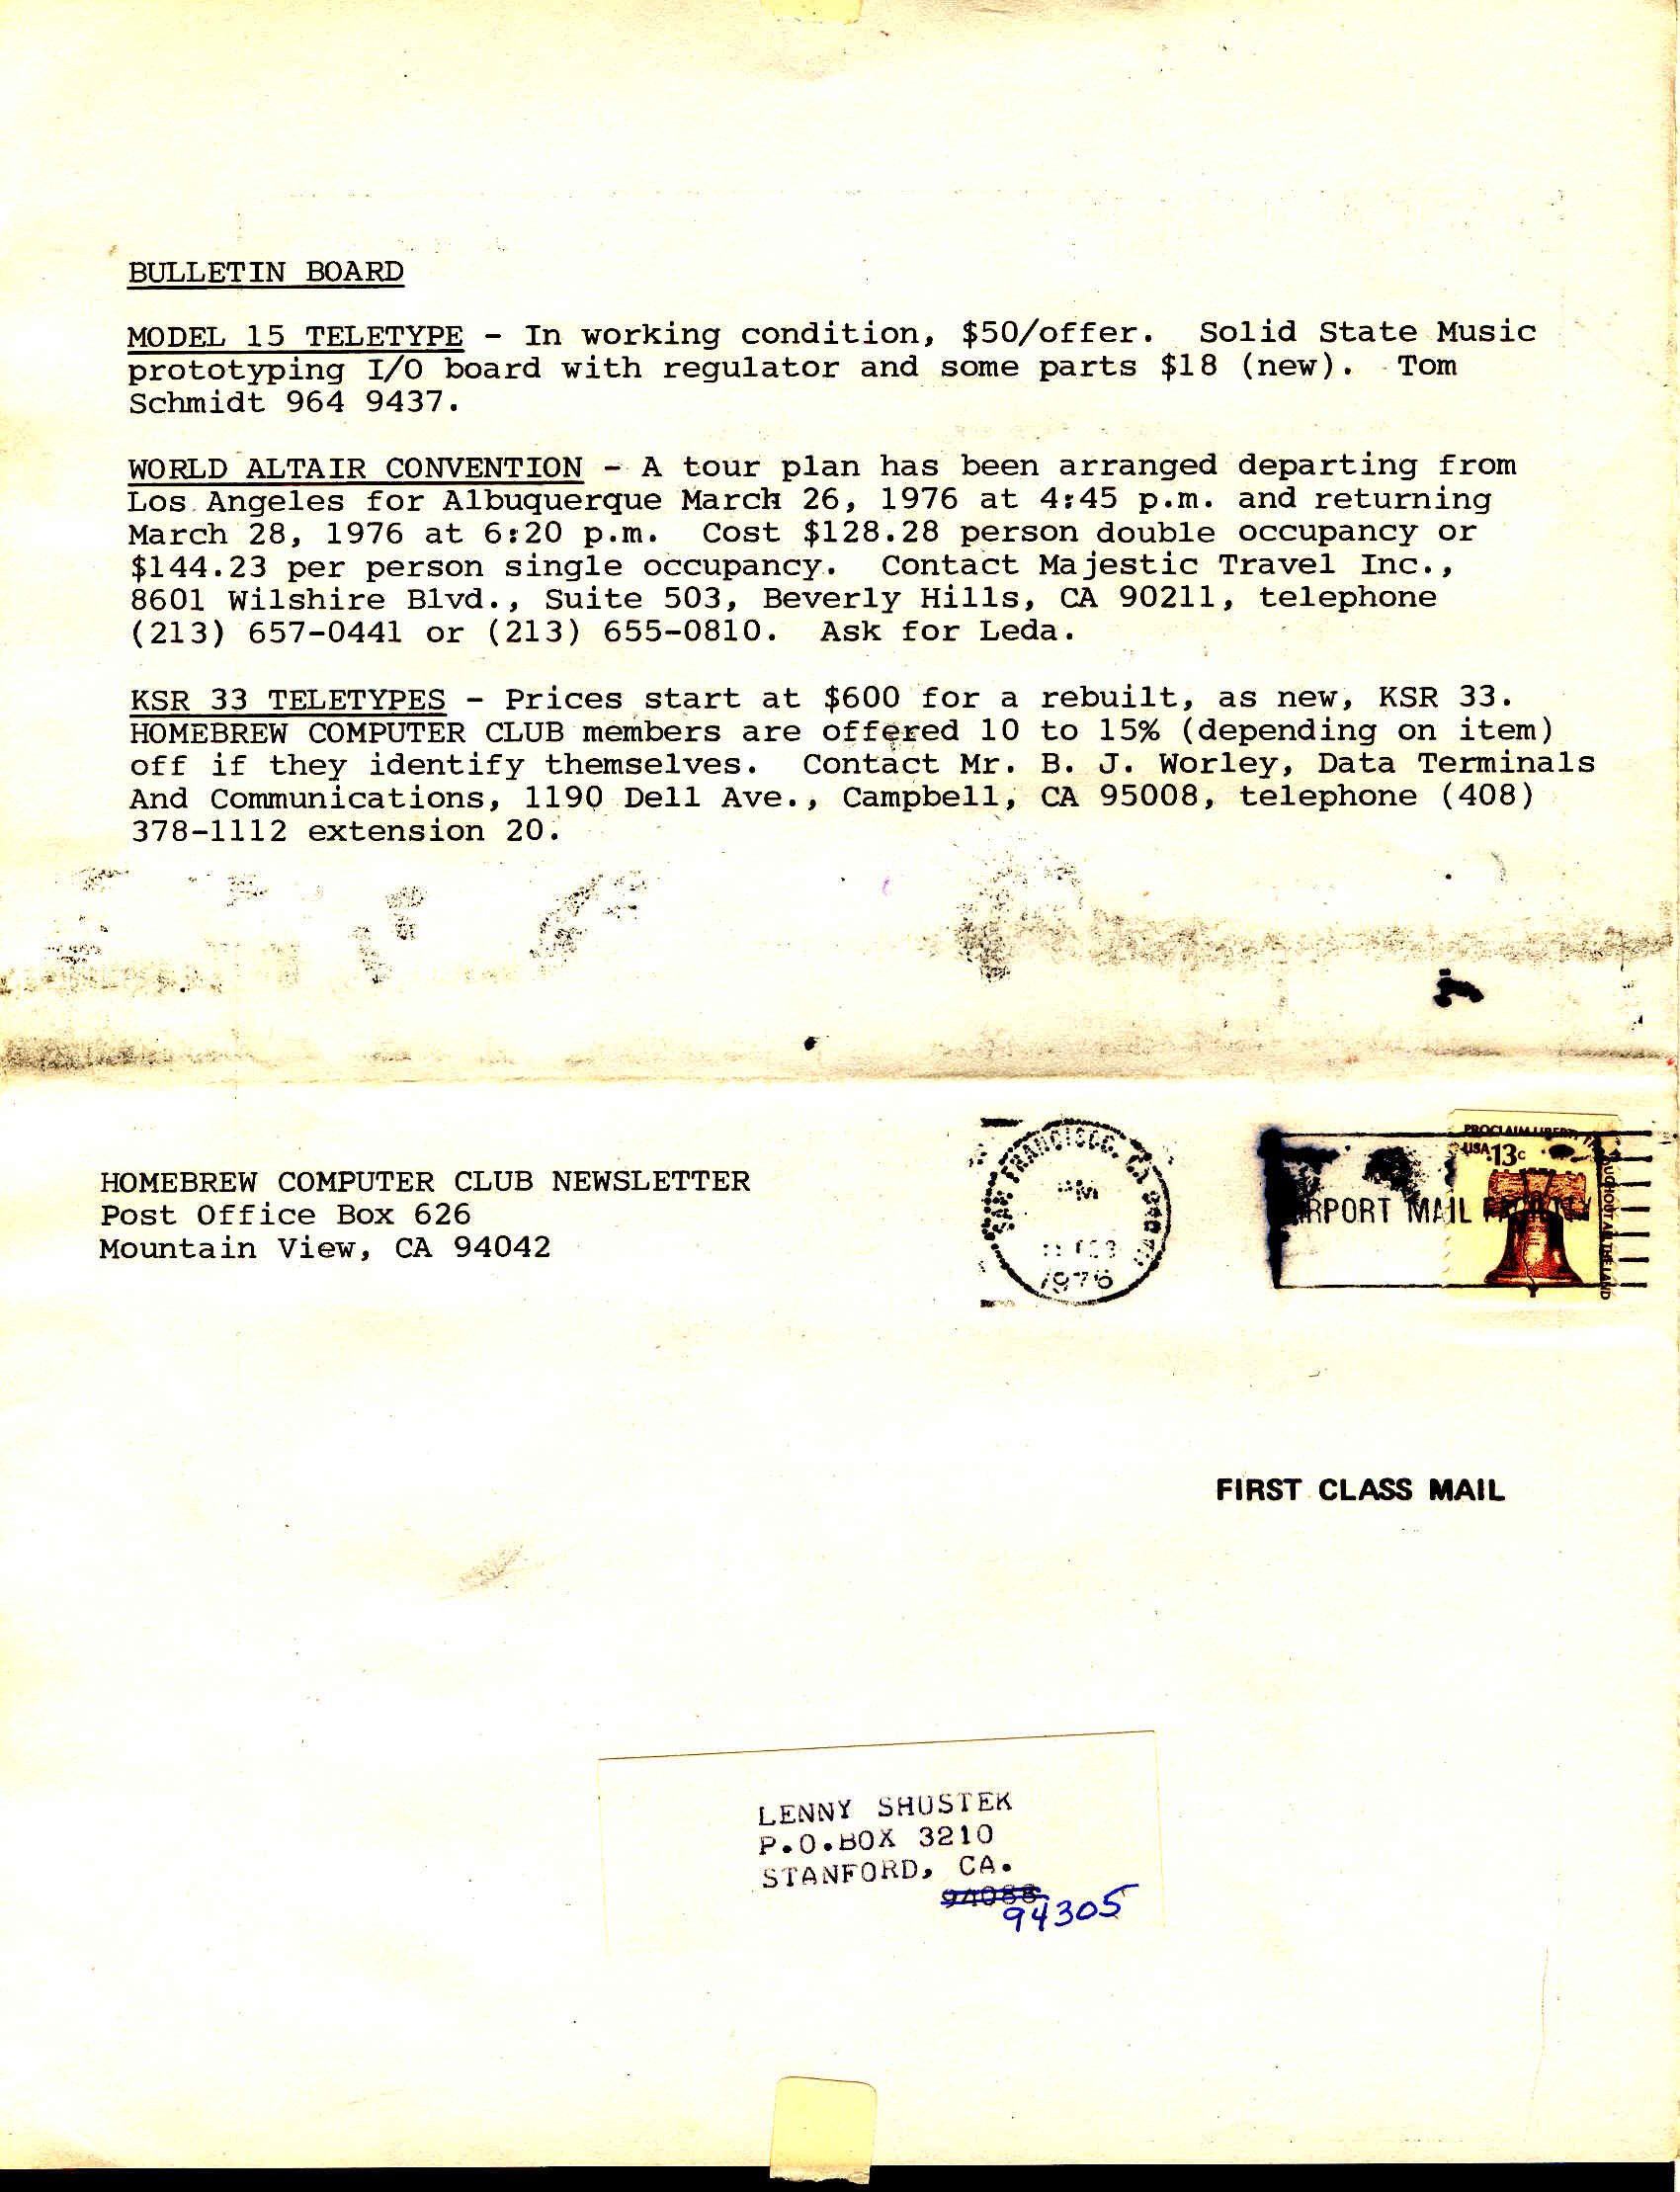 BULLETIN BOARD
MODEL 15 TELETYPE - In working condition, $50/offer. Solid State Music
prototyping I/O board with regulator and some parts $18 (new). Tom
Schmidt 964 9437.
WORLD ALTAIR CONVENTION - A tour plan has been arranged departing from
Los Angeles for Albuquerque March 26, 1976 at 4:45 p.m. and returning
March 28, 1976 at 6:20 p.m. Cost $128.28 person double occupancy or
$144.23 per person single occupancy. Contact Majestic Travel Inc.,
8601 Wilshire Blvd., Suite 503, Beverly Hills, CA 90211, telephone
(213) 657-0441 or (213) 655-0810. Ask for Leda.
KSR 33 TELETYPES - Prices start at $600 for a rebuilt, as new, KSR 33.
HOMEBREW COMPUTER CLUB members are offered 10 to 15% (depending on item)
off if they identify themselves. Contact Mr. B. J. Worley, Data Terminals
And Communications, 1190 Dell Ave., Campbell, CA 95008, telephone (408)
378-1112 extension 20.
HOMEBREW COMPUTER CLUB NEWSLETTER
Post Office Box 626
Mountain View, CA 94042
SAN FRANCISCO, CA
PM
1976
PROCLAIM LIBERTY
USA 13c
MAIL
FIRST CLASS MAIL
LENNY SHUSTEK
P.O.BOX 3210
STANFORD, CA.
94305